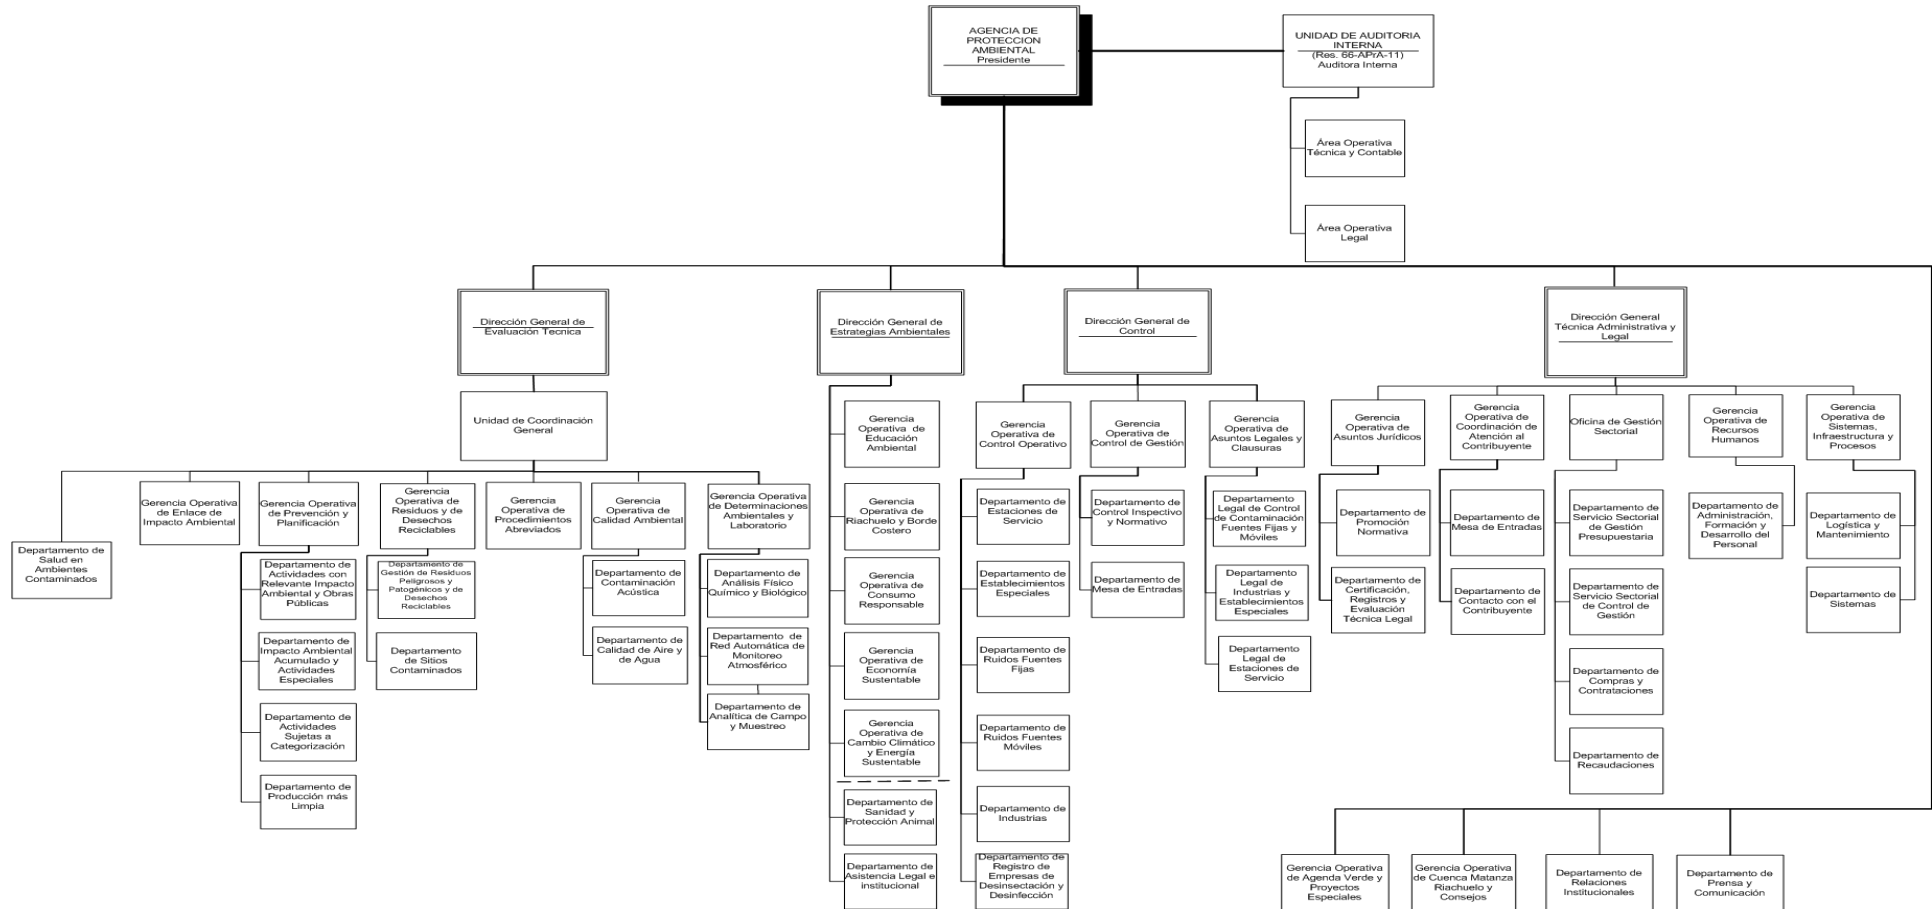 AGENCIA DE
PROTECCION
AMBIENTAL
Presidente
UNIDAD DE AUDITORIA
INTERNA
(Res. 66-APrA-11)
Auditora Interna
Área Operativa
Técnica y Contable
Área Operativa
Legal
Dirección General de
Evaluación Tecnica
Dirección General de
Estrategias Ambientales
Dirección General de
Control
Dirección General
Técnica Administrativa y
Legal
Unidad de Coordinación
General
Departamento de
Salud en
Ambientes
Contaminados
Gerencia Operativa
de Enlace de
Impacto Ambiental
Gerencia Operativa
de Prevención y
Planificación
Departamento de
Actividades con
Relevante Impacto
Ambiental y Obras
Públicas
Departamento de
Impacto Ambiental
Acumulado y
Actividades
Especiales
Departamento de
Actividades
Sujetas a
Categorización
Departamento de
Producción más
Limpia
Gerencia
Operativa de
Residuos y de
Desechos
Reciclables
Departamento de
Gestión de Residuos
Peligrosos y
Patogénicos y de
Desechos
Reciclables
Departamento
de Sitios
Contaminados
Gerencia
Operativa de
Procedimientos
Abreviados
Gerencia
Operativa de
Calidad Ambiental
Departamento de
Contaminación
Acústica
Departamento de
Calidad de Aire y
de Agua
Gerencia Operativa
de Determinaciones
Ambientales y
Laboratorio
Departamento de
Análisis Físico
Químico y Biológico
Departamento de
Red Automática de
Monitoreo
Atmosférico
Departamento de
Analítica de Campo
y Muestreo
Gerencia
Operativa de
Educación
Ambiental
Gerencia
Operativa de
Riachuelo y Borde
Costero
Gerencia
Operativa de
Consumo
Responsable
Gerencia
Operativa de
Economía
Sustentable
Gerencia
Operativa de
Cambio Climático
y Energía
Sustentable
Departamento de
Sanidad y
Protección Animal
Departamento de
Asistencia Legal e
institucional
Gerencia
Operativa de
Control Operativo
Departamento de
Estaciones de
Servicio
Departamento de
Establecimientos
Especiales
Departamento de
Ruidos Fuentes
Fijas
Departamento de
Ruidos Fuentes
Móviles
Departamento de
Industrias
Departamento de
Registro de
Empresas de
Desinsectación y
Desinfección
Gerencia
Operativa de
Control de Gestión
Departamento de
Control Inspectivo
y Normativo
Departamento de
Mesa de Entradas
Gerencia
Operativa de
Asuntos Legales y
Clausuras
Departamento
Legal de Control
de Contaminación
Fuentes Fijas y
Móviles
Departamento
Legal de
Industrias y
Establecimientos
Especiales
Departamento
Legal de
Estaciones de
Servicio
Gerencia
Operativa de
Asuntos Jurídicos
Departamento
de Promoción
Normativa
Departamento de
Certificación,
Registros y
Evaluación
Técnica Legal
Gerencia
Operativa de
Coordinación de
Atención al
Contribuyente
Departamento de
Mesa de Entradas
Departamento de
Contacto con el
Contribuyente
Oficina de Gestión
Sectorial
Departamento de
Servicio Sectorial
de Gestión
Presupuestaria
Departamento de
Servicio Sectorial
de Control de
Gestión
Departamento de
Compras y
Contrataciones
Departamento de
Recaudaciones
Gerencia
Operativa de
Recursos
Humanos
Departamento de
Administración,
Formación y
Desarrollo del
Personal
Gerencia
Operativa de
Sistemas,
Infraestructura y
Procesos
Departamento
de Logística y
Mantenimiento
Departamento de
Sistemas
Gerencia Operativa
de Agenda Verde y
Proyectos
Especiales
Gerencia Operativa
de Cuenca Matanza
Riachuelo y
Consejos
Departamento de
Relaciones
Institucionales
Departamento de
Prensa y
Comunicación